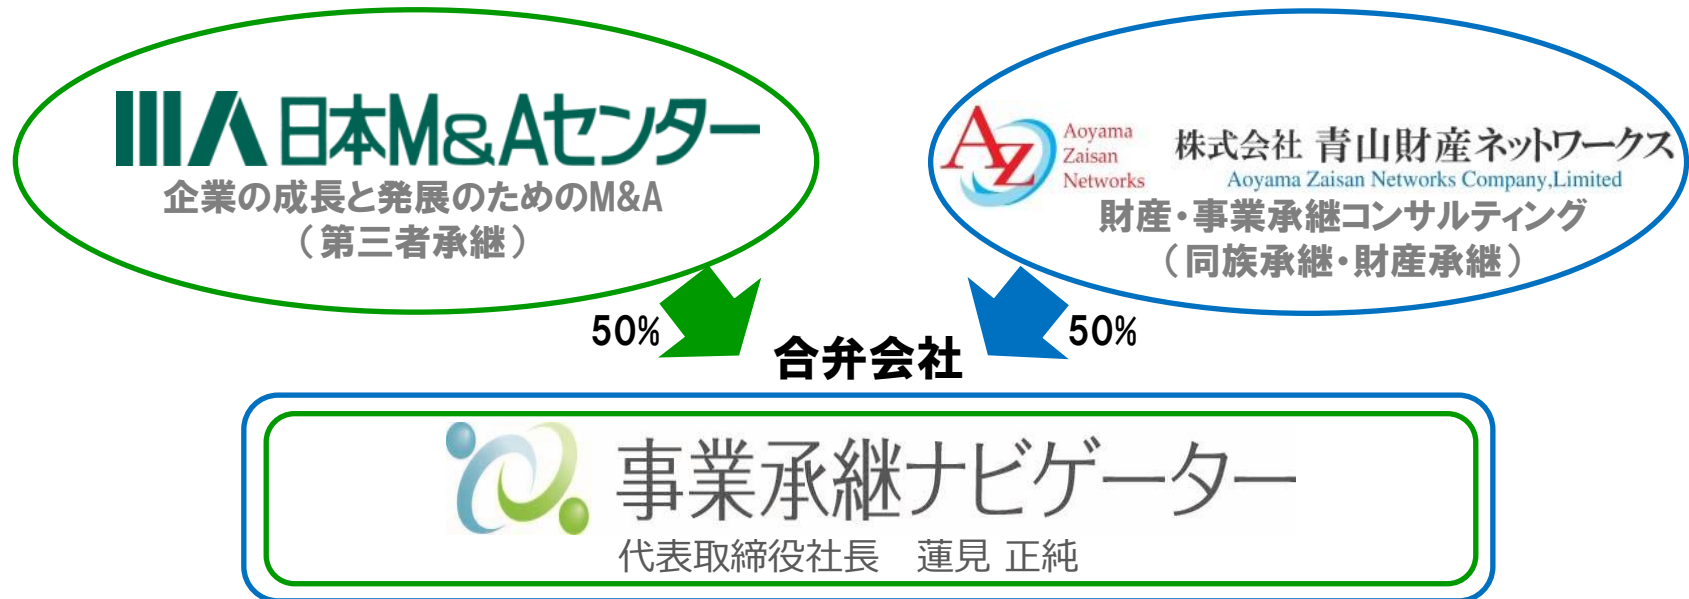 日本M&Aセンター
企業の成長と発展のためのM&A
（第三者承継）
AZ
Aoyama
Zaisan
Networks
株式会社 青山財産ネットワークス
Aoyama Zaisan Networks Company,Limited
財産・事業承継コンサルティング
（同族承継・財産承継）
50%
50%
合弁会社
事業承継ナビゲーター
代表取締役社長　蓮見 正純